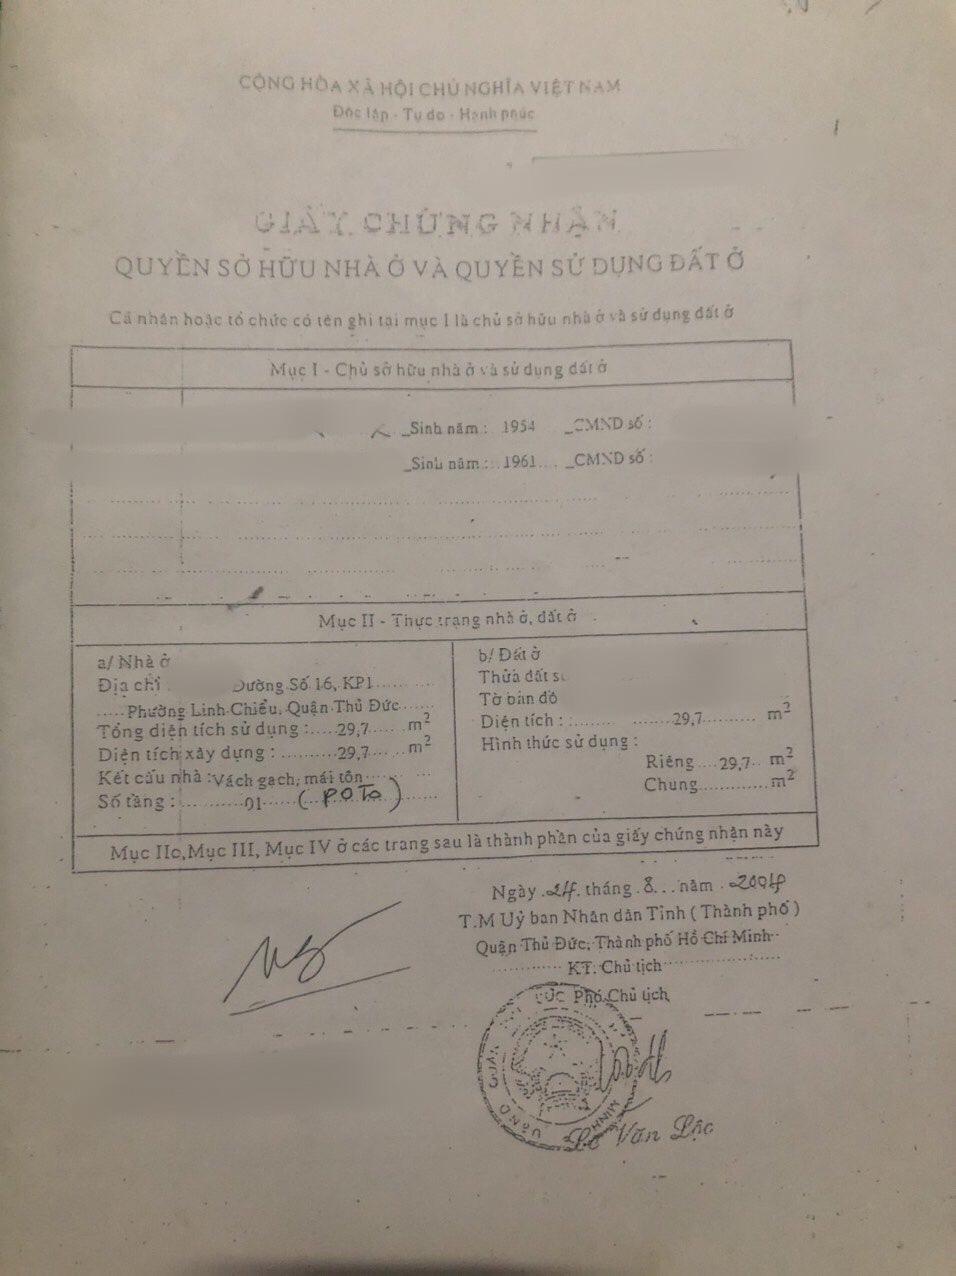 CỘNG HÒA XÃ HỘI CHỦ NGHĨA VIỆT NAM
Độc lập - Tự do - Hạnh phúc
GIẤY CHỨNG NHẬN
QUYỀN SỞ HỮU NHÀ Ở VÀ QUYỀN SỬ DỤNG ĐẤT Ở
Cá nhân hoặc tổ chức có tên ghi tại mục I là chủ sở hữu nhà ở và sử dụng đất ở
Mục I - Chủ sở hữu nhà ở và sử dụng đất ở
_Sinh năm : 1954 _CMND số :
_Sinh năm : 1961 _CMND số :
Mục II - Thực trạng nhà ở, đất ở
a/ Nhà ở
Địa chỉ Đường Số 16, KP1
Phường Linh Chiểu, Quận Thủ Đức
Tổng diện tích sử dụng : 29,7 m²
Diện tích xây dựng : 29,7 m²
Kết cấu nhà : Vách gạch, mái tôn
Số tầng : 01 (POTO)
b/ Đất ở
Thửa đất
Tờ bản đồ
Diện tích : 29,7 m²
Hình thức sử dụng :
Riêng 29,7 m²
Chung m²
Mục IIc, Mục III, Mục IV ở các trang sau là thành phần của giấy chứng nhận này
Ngày 24 tháng 8 năm 2004
T.M Uỷ ban Nhân dân Tỉnh ( Thành phố )
Quận Thủ Đức, Thành phố Hồ Chí Minh
KT. Chủ tịch
Phó Chủ tịch
Lê Văn Lộc